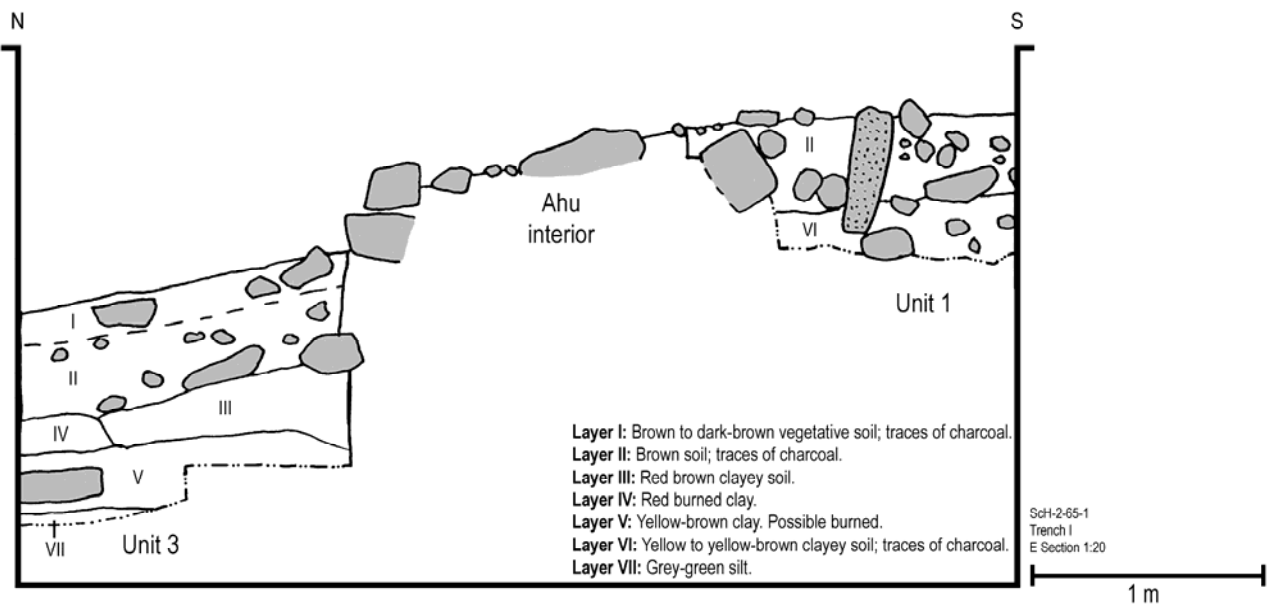 N
S
II
Ahu
interior
VI
Unit 1
I
II
III
IV
V
VII
Unit 3
Layer I: Brown to dark-brown vegetative soil; traces of charcoal.
Layer II: Brown soil; traces of charcoal.
Layer III: Red brown clayey soil.
Layer IV: Red burned clay.
Layer V: Yellow-brown clay. Possible burned.
Layer VI: Yellow to yellow-brown clayey soil; traces of charcoal.
Layer VII: Grey-green silt.
ScH-2-65-1
Trench I
E Section 1:20
1 m